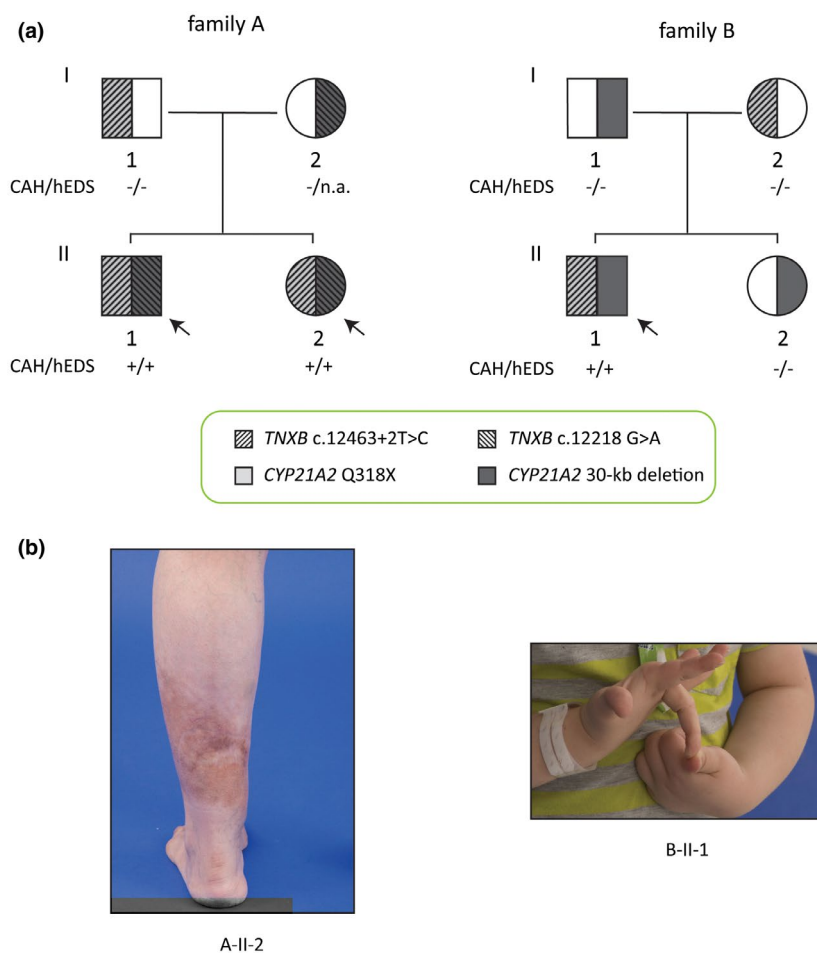 (a)
family A
family B
I
I
1
2
1
2
CAH/hEDS -/- -/n.a.
CAH/hEDS -/- -/-
II
II
1
2
1
2
CAH/hEDS +/+ +/+
CAH/hEDS +/+ -/-
TNXB c.12463+2T>C
TNXB c.12218 G>A
CYP21A2 Q318X
CYP21A2 30-kb deletion
(b)
A-II-2
B-II-1